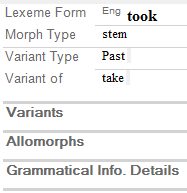 Lexeme Form Eng took
Morph Type stem
Variant Type Past
Variant of take
Variants
Allomorphs
Grammatical Info. Details